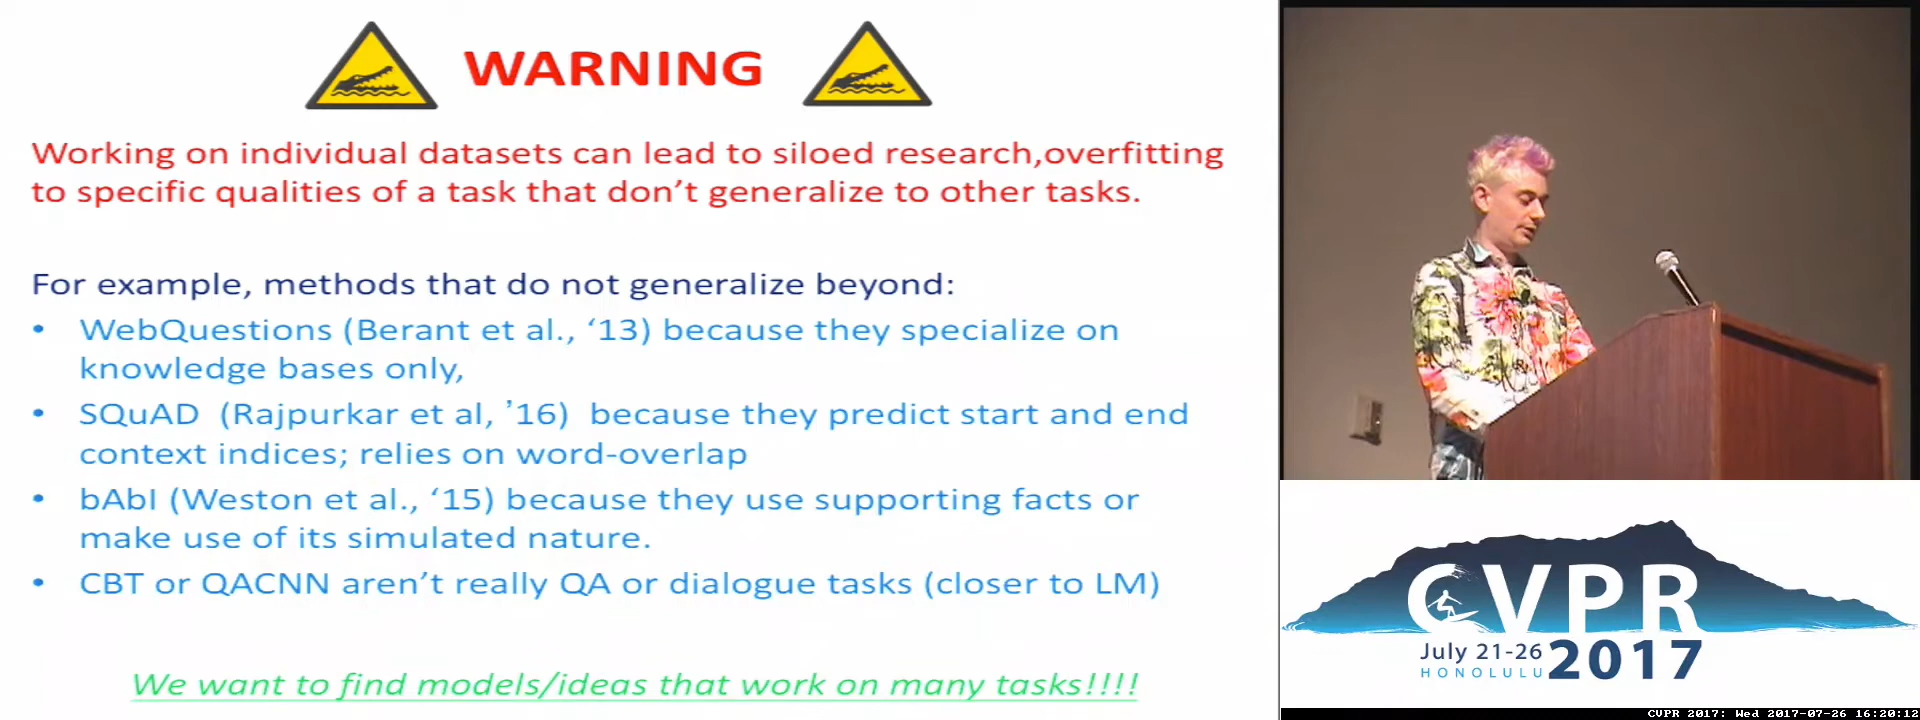 WARNING
Working on individual datasets can lead to siloed research,overfitting
to specific qualities of a task that don't generalize to other tasks.
For example, methods that do not generalize beyond:
• WebQuestions (Berant et al., ‘13) because they specialize on
knowledge bases only,
• SQuAD (Rajpurkar et al, ’16) because they predict start and end
context indices; relies on word-overlap
• bAbI (Weston et al., ‘15) because they use supporting facts or
make use of its simulated nature.
• CBT or QACNN aren't really QA or dialogue tasks (closer to LM)
We want to find models/ideas that work on many tasks!!!!
CVPR
July 21-26
HONOLULU
2017
CVPR 2017: Wed 2017-07-26 16:20:12